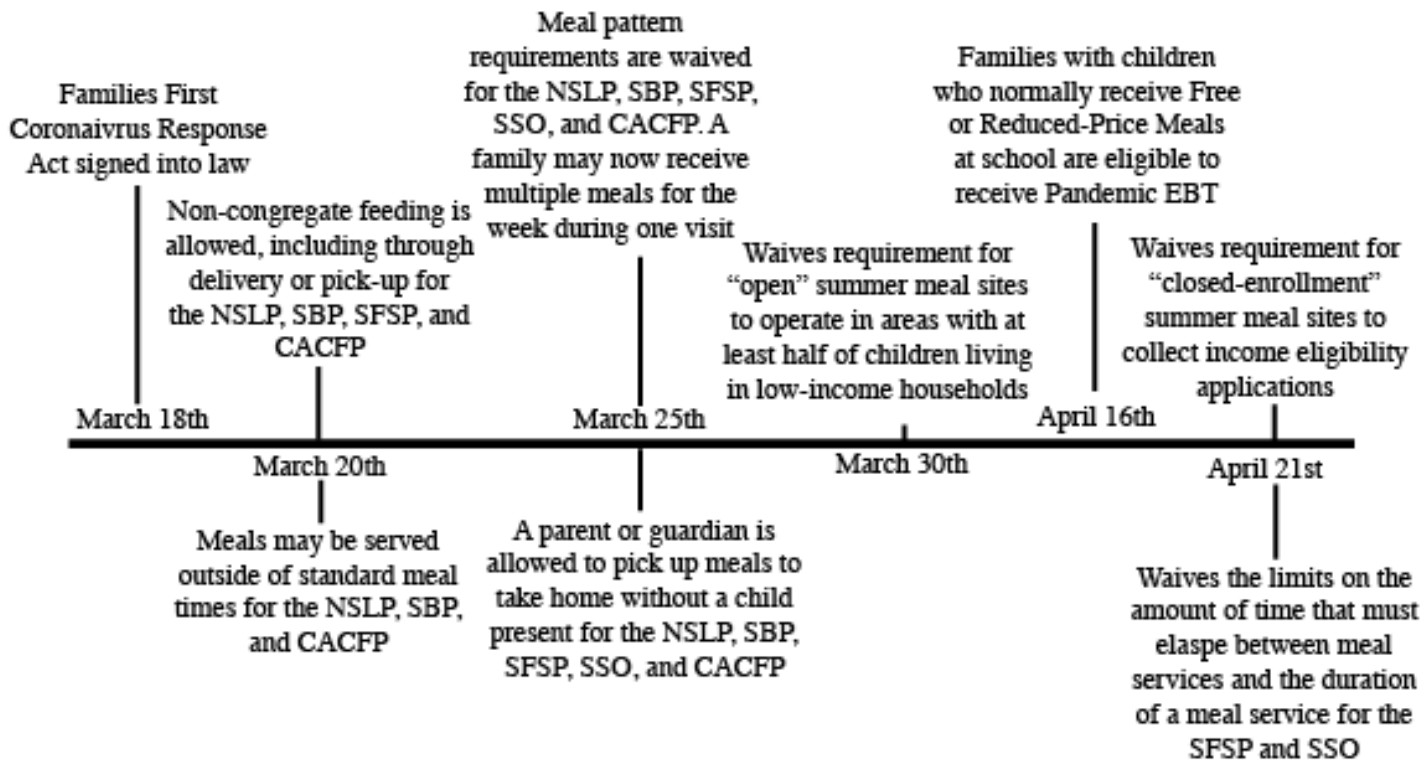 Families First
Coronaivrus Response
Act signed into law
March 18th
Non-congregate feeding is
allowed, including through
delivery or pick-up for
the NSLP, SBP, SFSP, and
CACFP
March 20th
Meals may be served
outside of standard meal
times for the NSLP, SBP,
and CACFP
Meal pattern
requirements are waived
for the NSLP, SBP, SFSP,
SSO, and CACFP. A
family may now receive
multiple meals for the
week during one visit
March 25th
A parent or guardian is
allowed to pick up meals to
take home without a child
present for the NSLP, SBP,
SFSP, SSO, and CACFP
Waives requirement for
“open” summer meal sites
to operate in areas with at
least half of children living
in low-income households
March 30th
Families with children
who normally receive Free
or Reduced-Price Meals
at school are eligible to
receive Pandemic EBT
April 16th
Waives requirement for
“closed-enrollment”
summer meal sites to
collect income eligibility
applications
April 21st
Waives the limits on the
amount of time that must
elaspe between meal
services and the duration
of a meal service for the
SFSP and SSO